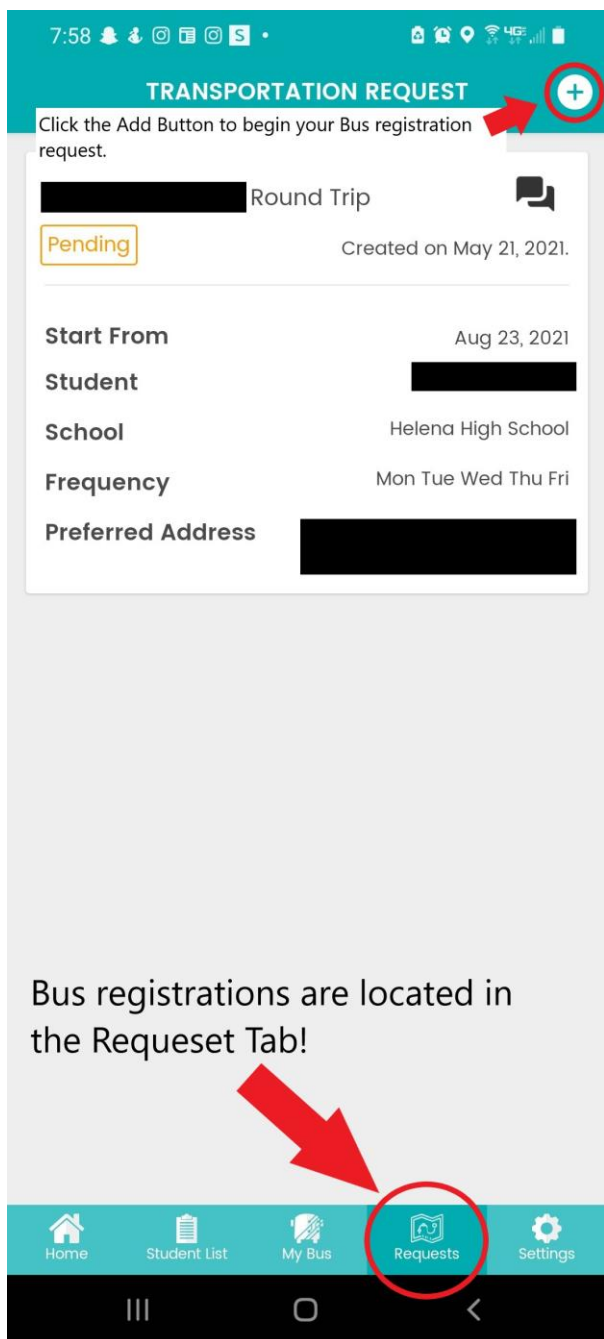 7:58 S •
4GE
TRANSPORTATION REQUEST +
Click the Add Button to begin your Bus registration
request.
Round Trip
Pending Created on May 21, 2021.
Start From Aug 23, 2021
Student
School Helena High School
Frequency Mon Tue Wed Thu Fri
Preferred Address
Bus registrations are located in
the Requeset Tab!
Home Student List My Bus Requests Settings